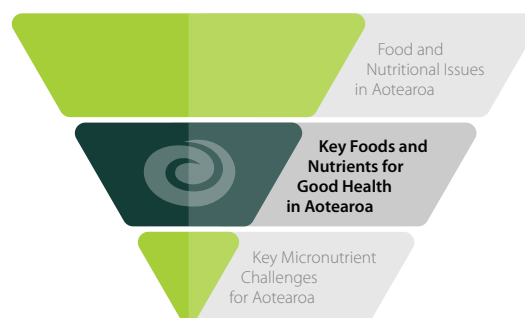 Food and
Nutritional Issues
in Aotearoa
Key Foods and
Nutrients for
Good Health
in Aotearoa
Key Micronutrient
Challenges
for Aotearoa